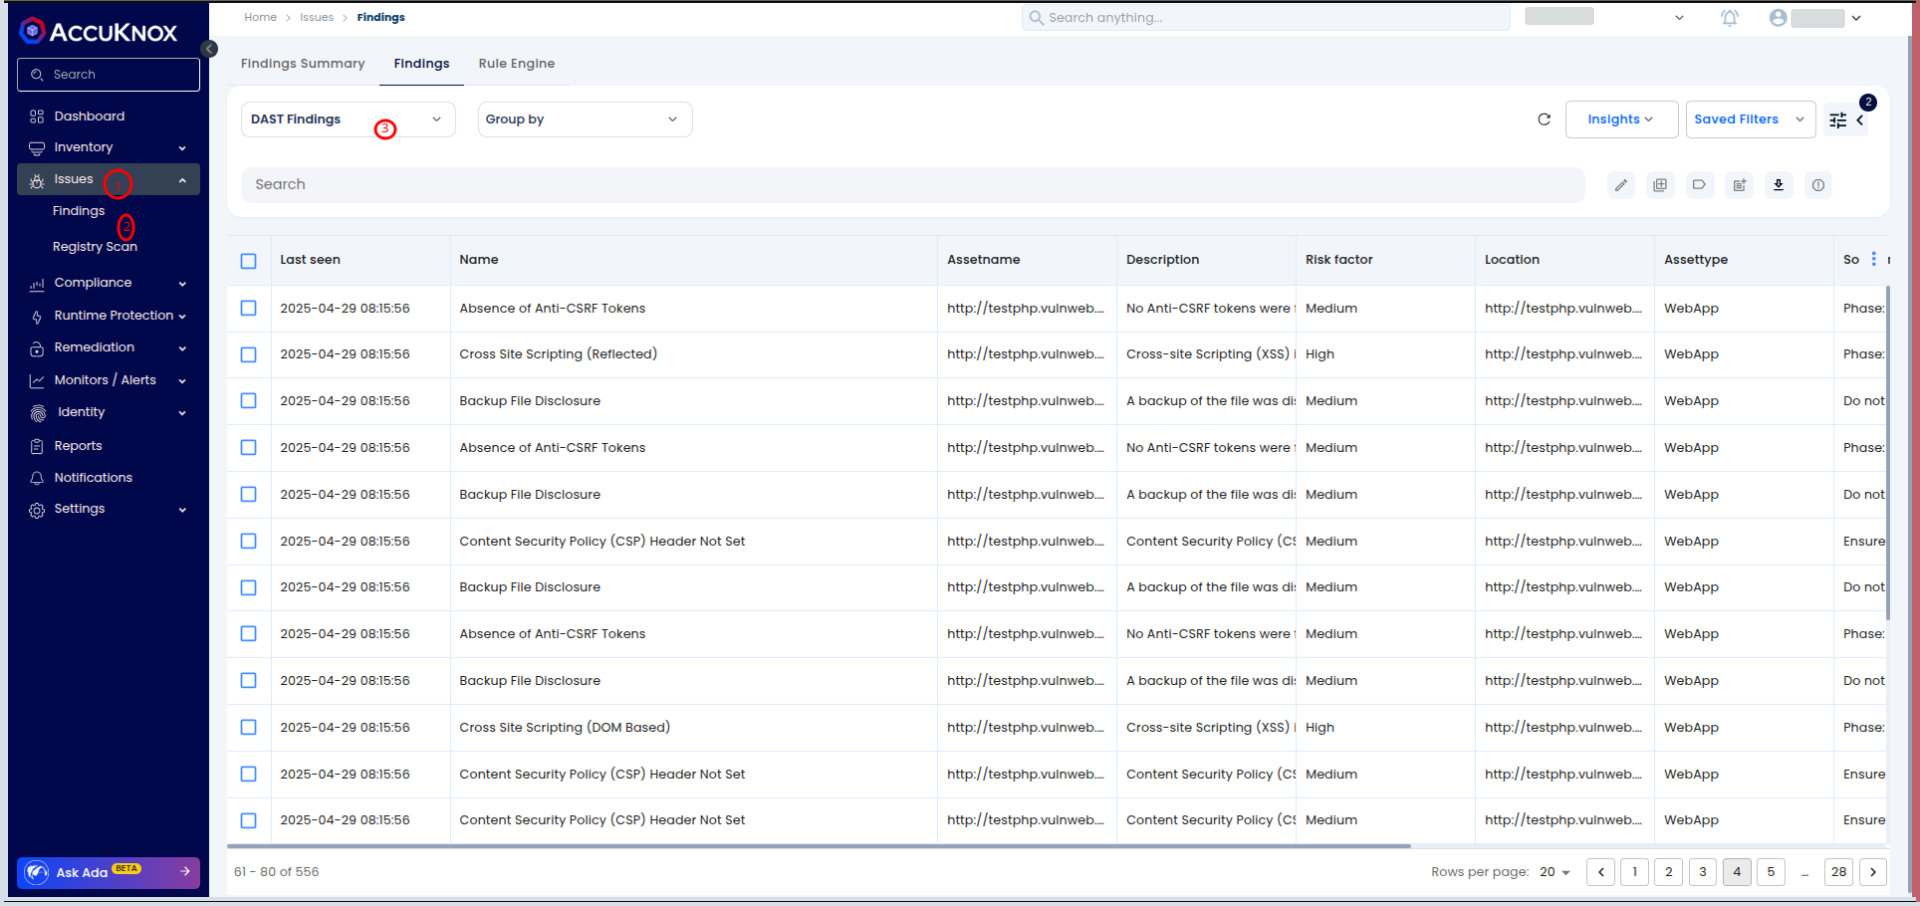 ACCUKNOX
Search
Dashboard
Inventory
Issues
1
Findings
2
Registry Scan
Compliance
Runtime Protection
Remediation
Monitors / Alerts
Identity
Reports
Notifications
Settings
Ask Ada BETA
Home > Issues > Findings
Search anything...
Findings Summary Findings Rule Engine
DAST Findings 3 Group by Insights Saved Filters 2
Search
Last seen Name Assetname Description Risk factor Location Assettype So
2025-04-29 08:15:56 Absence of Anti-CSRF Tokens http://testphp.vulnweb.... No Anti-CSRF tokens were Medium http://testphp.vulnweb.... WebApp Phase:
2025-04-29 08:15:56 Cross Site Scripting (Reflected) http://testphp.vulnweb.... Cross-site Scripting (XSS) i High http://testphp.vulnweb.... WebApp Phase:
2025-04-29 08:15:56 Backup File Disclosure http://testphp.vulnweb.... A backup of the file was di Medium http://testphp.vulnweb.... WebApp Do not
2025-04-29 08:15:56 Absence of Anti-CSRF Tokens http://testphp.vulnweb.... No Anti-CSRF tokens were Medium http://testphp.vulnweb.... WebApp Phase:
2025-04-29 08:15:56 Backup File Disclosure http://testphp.vulnweb.... A backup of the file was di Medium http://testphp.vulnweb.... WebApp Do not
2025-04-29 08:15:56 Content Security Policy (CSP) Header Not Set http://testphp.vulnweb.... Content Security Policy (CS Medium http://testphp.vulnweb.... WebApp Ensure
2025-04-29 08:15:56 Backup File Disclosure http://testphp.vulnweb.... A backup of the file was di Medium http://testphp.vulnweb.... WebApp Do not
2025-04-29 08:15:56 Absence of Anti-CSRF Tokens http://testphp.vulnweb.... No Anti-CSRF tokens were Medium http://testphp.vulnweb.... WebApp Phase:
2025-04-29 08:15:56 Backup File Disclosure http://testphp.vulnweb.... A backup of the file was di Medium http://testphp.vulnweb.... WebApp Do not
2025-04-29 08:15:56 Cross Site Scripting (DOM Based) http://testphp.vulnweb.... Cross-site Scripting (XSS) i High http://testphp.vulnweb.... WebApp Phase:
2025-04-29 08:15:56 Content Security Policy (CSP) Header Not Set http://testphp.vulnweb.... Content Security Policy (CS Medium http://testphp.vulnweb.... WebApp Ensure
2025-04-29 08:15:56 Content Security Policy (CSP) Header Not Set http://testphp.vulnweb.... Content Security Policy (CS Medium http://testphp.vulnweb.... WebApp Ensure
61 - 80 of 556 Rows per page: 20 < 1 2 3 4 5 ... 28 >